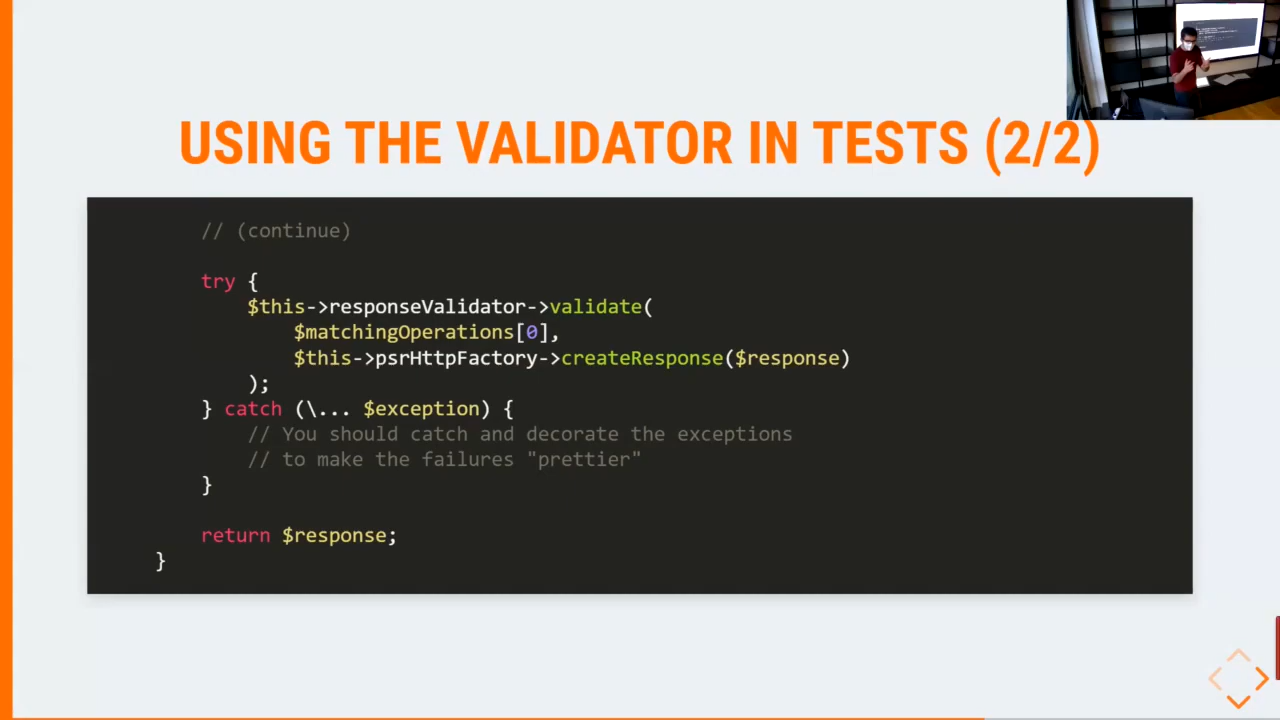 USING THE VALIDATOR IN TESTS (2/2)
// (continue)
try {
$this->responseValidator->validate(
$matchingOperations[0],
$this->psrHttpFactory->createResponse($response)
);
} catch (\... $exception) {
// You should catch and decorate the exceptions
// to make the failures "prettier"
}
return $response;
}